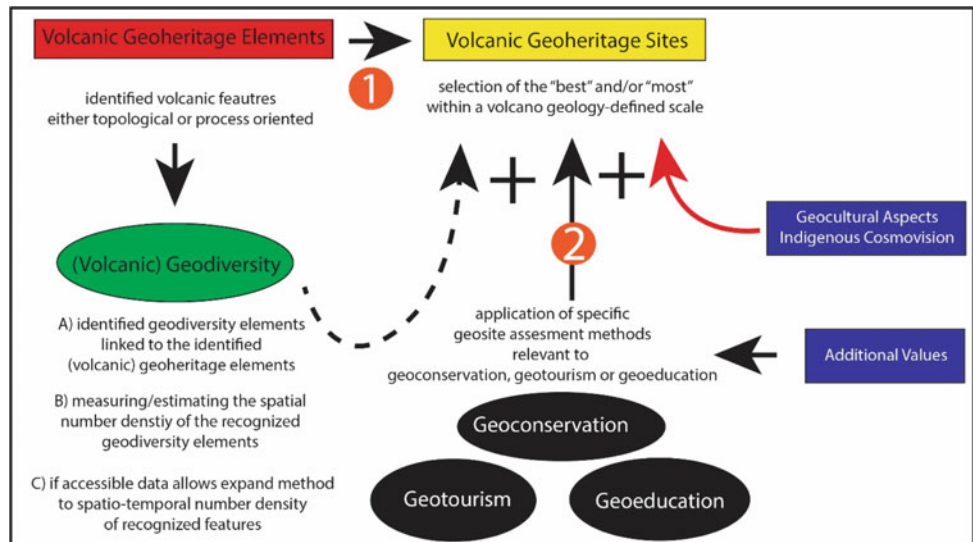 Volcanic Geoheritage Elements
1
Volcanic Geoheritage Sites
identified volcanic feautres
either topological or process oriented
selection of the "best" and/or "most"
within a volcano geology-defined scale
+
+
(Volcanic) Geodiversity
A) identified geodiversity elements
linked to the identified
(volcanic) geoheritage elements
B) measuring/estimating the spatial
number denstiy of the recognized
geodiversity elements
C) if accessible data allows expand method
to spatio-temporal number density
of recognized features
2
Geocultural Aspects
Indigenous Cosmovision
application of specific
geosite assesment methods
relevant to
geoconservation, geotourism or geoeducation
Additional Values
Geoconservation
Geotourism
Geoeducation